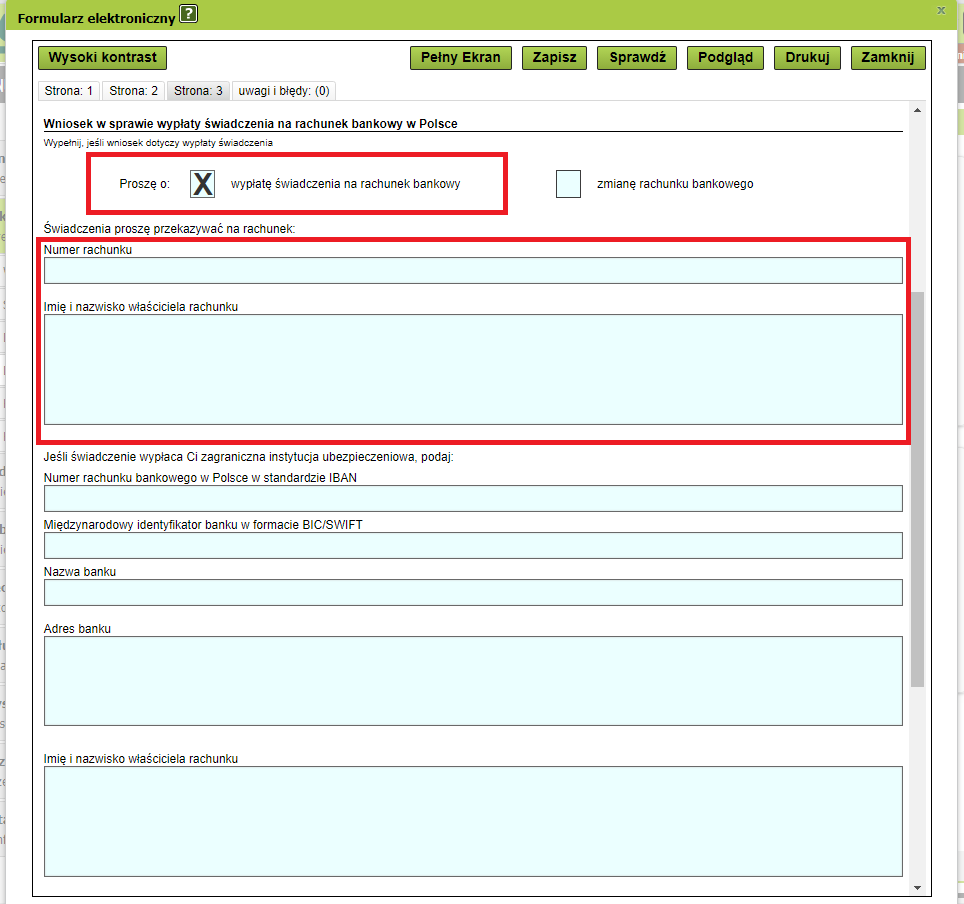 Formularz elektroniczny ?
x
Wysoki kontrast Pełny Ekran Zapisz Sprawdź Podgląd Drukuj Zamknij
Strona: 1 Strona: 2 Strona: 3 uwagi i błędy: (0)
Wniosek w sprawie wypłaty świadczenia na rachunek bankowy w Polsce
Wypełnij, jeśli wniosek dotyczy wypłaty świadczenia
Proszę o: X wypłatę świadczenia na rachunek bankowy zmianę rachunku bankowego
Świadczenia proszę przekazywać na rachunek:
Numer rachunku
Imię i nazwisko właściciela rachunku
Jeśli świadczenie wypłaca Ci zagraniczna instytucja ubezpieczeniowa, podaj:
Numer rachunku bankowego w Polsce w standardzie IBAN
Międzynarodowy identyfikator banku w formacie BIC/SWIFT
Nazwa banku
Adres banku
Imię i nazwisko właściciela rachunku